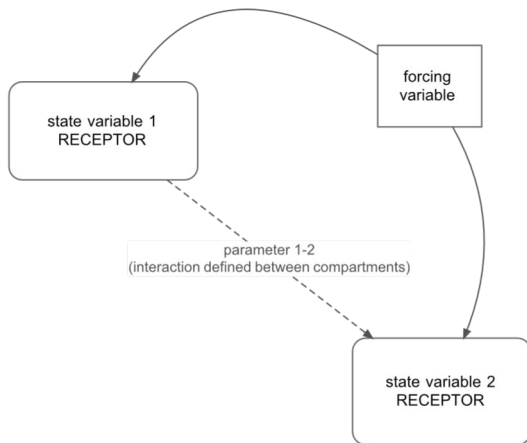 forcing
variable
state variable 1
RECEPTOR
parameter 1-2
(interaction defined between compartments)
state variable 2
RECEPTOR